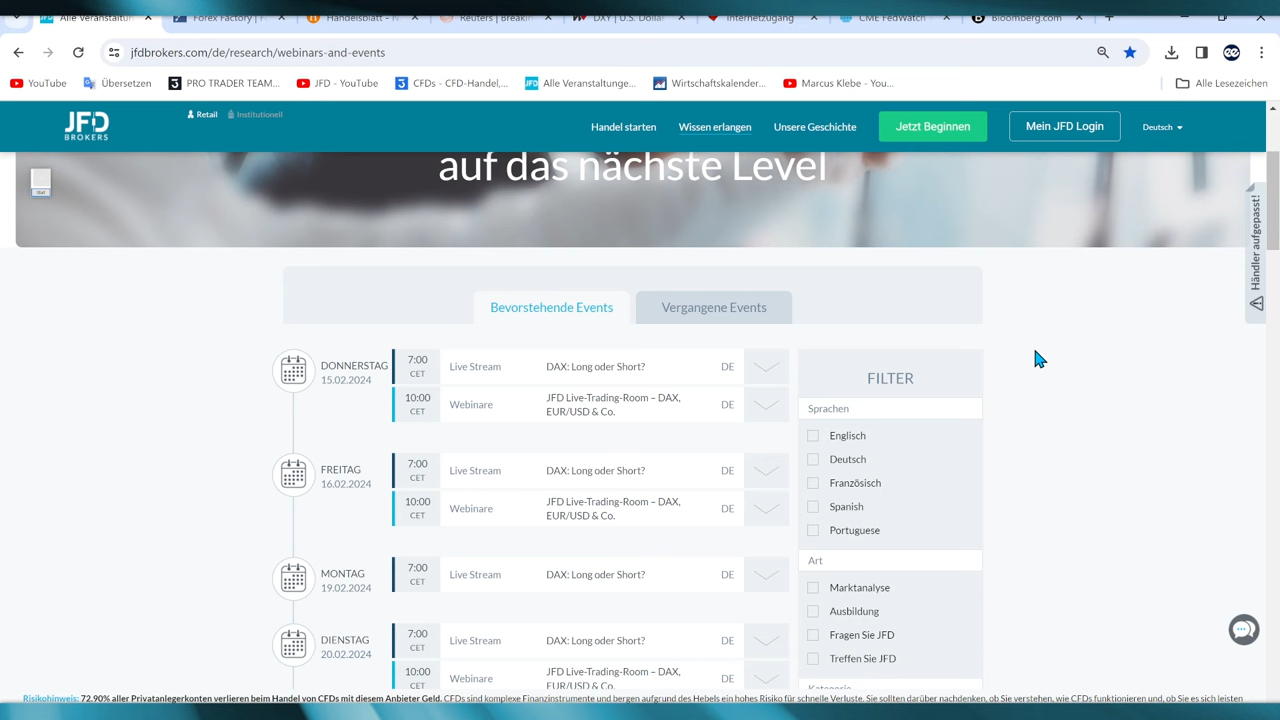 Alle Veranstaltun
Forex Factory | F
Handelsblatt - N
Reuters | Breakin
DXY | U.S. Dolla
Internetzugang
CME FedWatch
Bloomberg.com
jfdbrokers.com/de/research/webinars-and-events
YouTube
Übersetzen
PRO TRADER TEAM...
JFD - YouTube
CFDs - CFD-Handel,...
Alle Veranstaltunge...
Wirtschaftskalender...
Marcus Klebe - You...
Alle Lesezeichen
JFD BROKERS
Retail
Institutionell
Handel starten
Wissen erlangen
Unsere Geschichte
Jetzt Beginnen
Mein JFD Login
Deutsch
auf das nächste Level
Händler aufgepasst!
Bevorstehende Events
Vergangene Events
DONNERSTAG
15.02.2024
7:00 CET Live Stream DAX: Long oder Short? DE
10:00 CET Webinare JFD Live-Trading-Room – DAX,
EUR/USD & Co. DE
FREITAG
16.02.2024
7:00 CET Live Stream DAX: Long oder Short? DE
10:00 CET Webinare JFD Live-Trading-Room – DAX,
EUR/USD & Co. DE
MONTAG
19.02.2024
7:00 CET Live Stream DAX: Long oder Short? DE
DIENSTAG
20.02.2024
7:00 CET Live Stream DAX: Long oder Short? DE
10:00 CET Webinare JFD Live-Trading-Room – DAX,
EUR/USD & Co. DE
FILTER
Sprachen
Englisch
Deutsch
Französisch
Spanish
Portuguese
Art
Marktanalyse
Ausbildung
Fragen Sie JFD
Treffen Sie JFD
Kategorie
Risikohinweis: 72.90% aller Privatanlegerkonten verlieren beim Handel von CFDs mit diesem Anbieter Geld. CFDs sind komplexe Finanzinstrumente und bergen aufgrund des Hebels ein hohes Risiko für schnelle Verluste. Sie sollten darüber nachdenken, ob Sie verstehen, wie CFDs funktionieren und, ob Sie es sich leisten